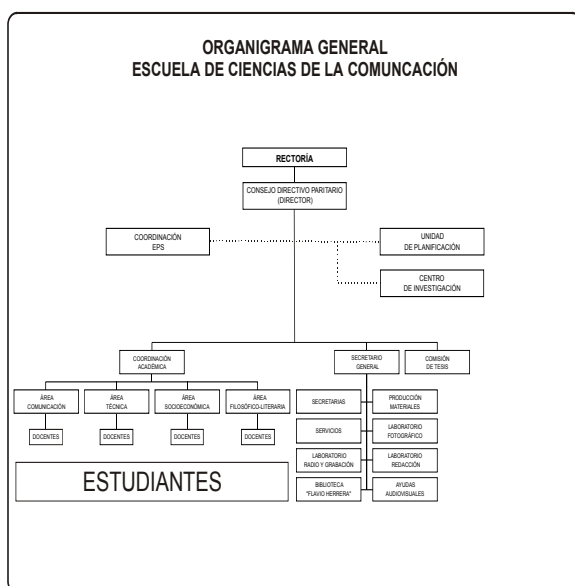 ORGANIGRAMA GENERAL
ESCUELA DE CIENCIAS DE LA COMUNCACIÓN
RECTORÍA
CONSEJO DIRECTIVO PARITARIO
(DIRECTOR)
COORDINACIÓN
EPS
UNIDAD
DE PLANIFICACIÓN
CENTRO
DE INVESTIGACIÓN
COORDINACIÓN
ACADÉMICA
SECRETARIO
GENERAL
COMISIÓN
DE TESIS
ÁREA
COMUNICACIÓN
ÁREA
TÉCNICA
ÁREA
SOCIOECONÓMICA
ÁREA
FILOSÓFICO-LITERARIA
DOCENTES
DOCENTES
DOCENTES
DOCENTES
ESTUDIANTES
SECRETARIAS
PRODUCCIÓN
MATERIALES
SERVICIOS
LABORATORIO
FOTOGRÁFICO
LABORATORIO
RADIO Y GRABACIÓN
LABORATORIO
REDACCIÓN
BIBLIOTECA
"FLAVIO HERRERA"
AYUDAS
AUDIOVISUALES